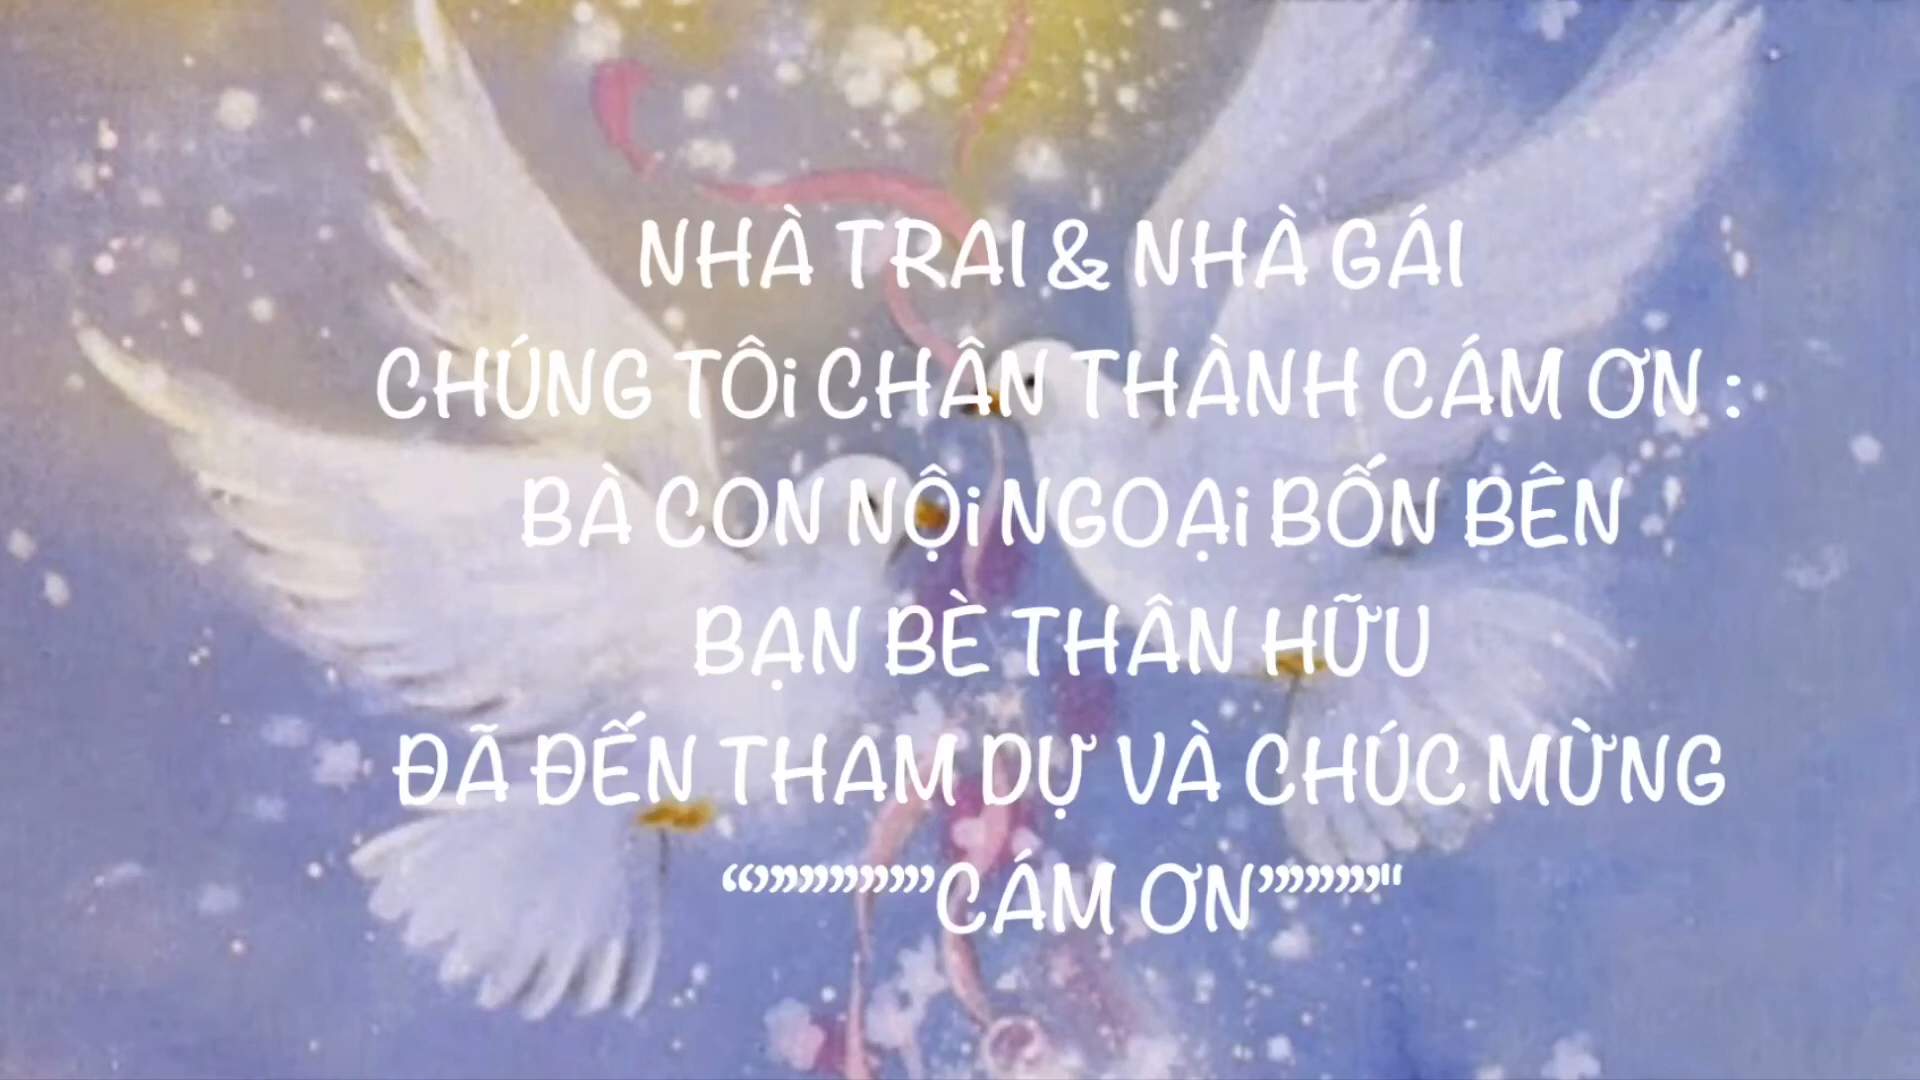 NHÀ TRAI & NHÀ GÁI
CHÚNG TÔi CHÂN THÀNH CÁM ƠN :
BÀ CON NỘi NGOẠi BỐN BÊN
BẠN BÈ THÂN HỮU
ĐÃ ĐẾN THAM DỰ VÀ CHÚC MỪNG
“”””””””CÁM ƠN””””"